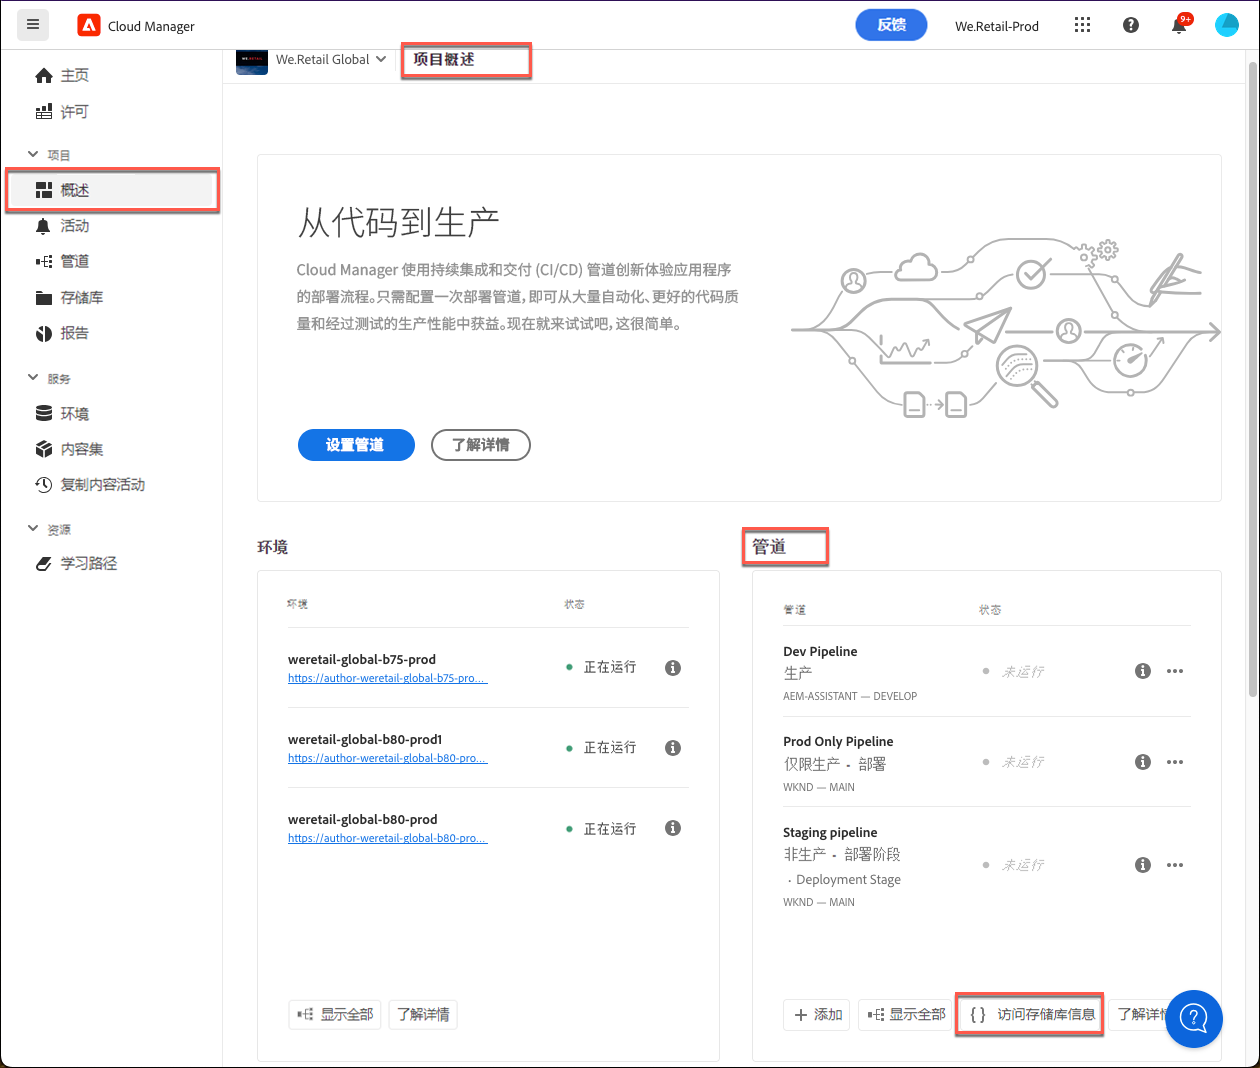 Cloud Manager
反馈
We.Retail-Prod
9+
WE.RETAIL
We.Retail Global
项目概述
主页
许可
项目
概述
活动
管道
存储库
报告
服务
环境
内容集
复制内容活动
资源
学习路径
从代码到生产
Cloud Manager 使用持续集成和交付 (CI/CD) 管道创新体验应用程序
的部署流程。只需配置一次部署管道，即可从大量自动化、更好的代码质
量和经过测试的生产性能中获益。现在就来试试吧，这很简单。
设置管道
了解详情
环境
环境 状态
weretail-global-b75-prod
https://author-weretail-global-b75-pro...
正在运行
weretail-global-b80-prod1
https://author-weretail-global-b80-pro...
正在运行
weretail-global-b80-prod
https://author-weretail-global-b80-pro...
正在运行
显示全部
了解详情
管道
管道 状态
Dev Pipeline
生产
AEM-ASSISTANT — DEVELOP
未运行
Prod Only Pipeline
仅限生产 · 部署
WKND — MAIN
未运行
Staging pipeline
非生产 · 部署阶段
· Deployment Stage
WKND — MAIN
未运行
添加
显示全部
{ } 访问存储库信息
了解详情